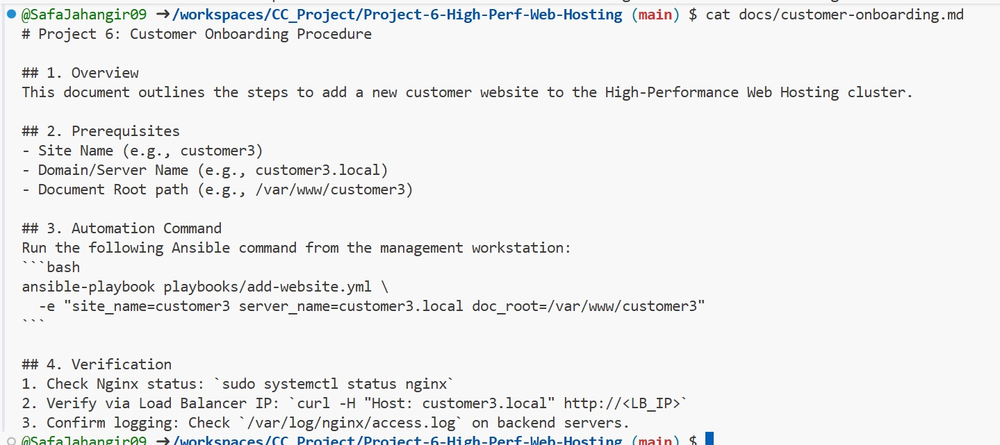 @SafaJahangir09 →/workspaces/CC_Project/Project-6-High-Perf-Web-Hosting (main) $ cat docs/customer-onboarding.md
# Project 6: Customer Onboarding Procedure
## 1. Overview
This document outlines the steps to add a new customer website to the High-Performance Web Hosting cluster.
## 2. Prerequisites
- Site Name (e.g., customer3)
- Domain/Server Name (e.g., customer3.local)
- Document Root path (e.g., /var/www/customer3)
## 3. Automation Command
Run the following Ansible command from the management workstation:
```bash
ansible-playbook playbooks/add-website.yml \
  -e "site_name=customer3 server_name=customer3.local doc_root=/var/www/customer3"
```
## 4. Verification
1. Check Nginx status: `sudo systemctl status nginx`
2. Verify via Load Balancer IP: `curl -H "Host: customer3.local" http://<LB_IP>`
3. Confirm logging: Check `/var/log/nginx/access.log` on backend servers.
@SafaJahangir09 →/workspaces/CC_Project/Project-6-High-Perf-Web-Hosting (main) $